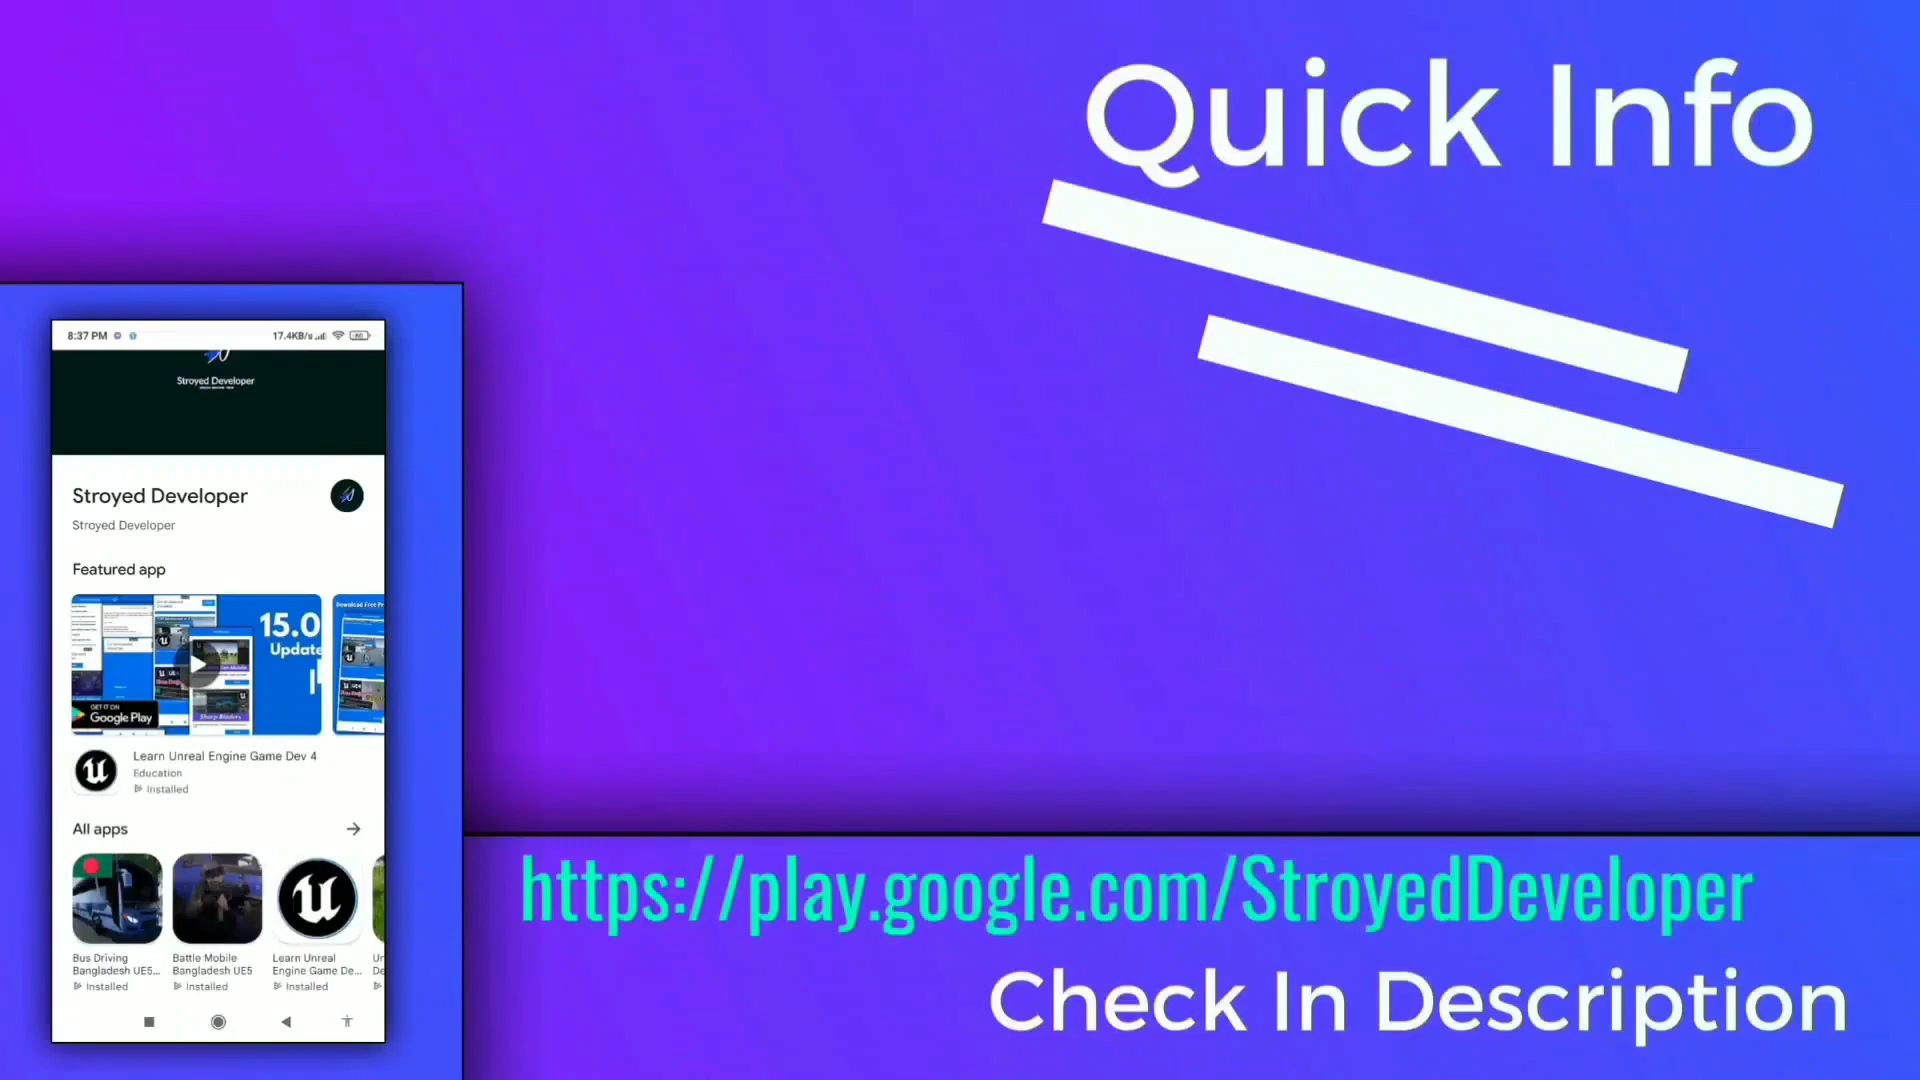 Quick Info
8:37 PM
17.4KB/s
Stroyed Developer
Stroyed Developer
Stroyed Developer
Featured app
15.0
Update
GET IT ON
Google Play
Download Free Pr
Learn Unreal Engine Game Dev 4
Education
Installed
All apps
Bus Driving
Bangladesh UE5...
Installed
Battle Mobile
Bangladesh UE5
Installed
Learn Unreal
Engine Game De...
Installed
https://play.google.com/StroyedDeveloper
Check In Description